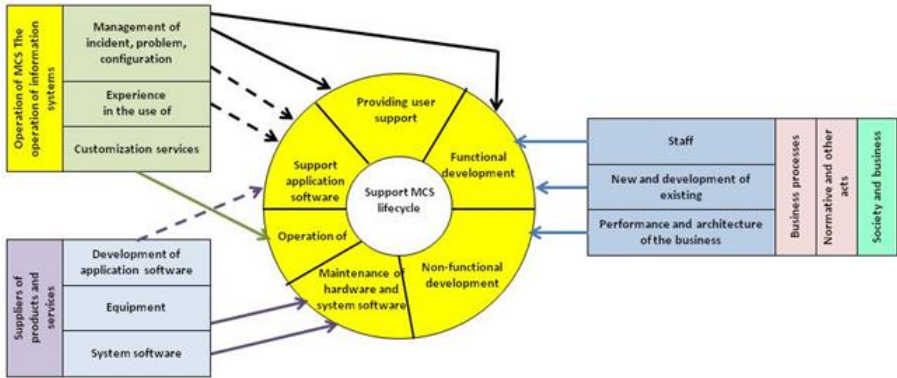 Operation of MCS The
operation of information
systems
Management of
incident, problem,
configuration
Experience
in the use of
Customization services
Suppliers of
products and
services
Development of
application software
Equipment
System software
Providing user
support
Functional
development
Non-functional
development
Maintenance of
hardware and
system software
Operation of
Support
application
software
Support MCS
lifecycle
Staff
New and development of
existing
Performance and architecture
of the business
Business processes
Normative and other
acts
Society and business